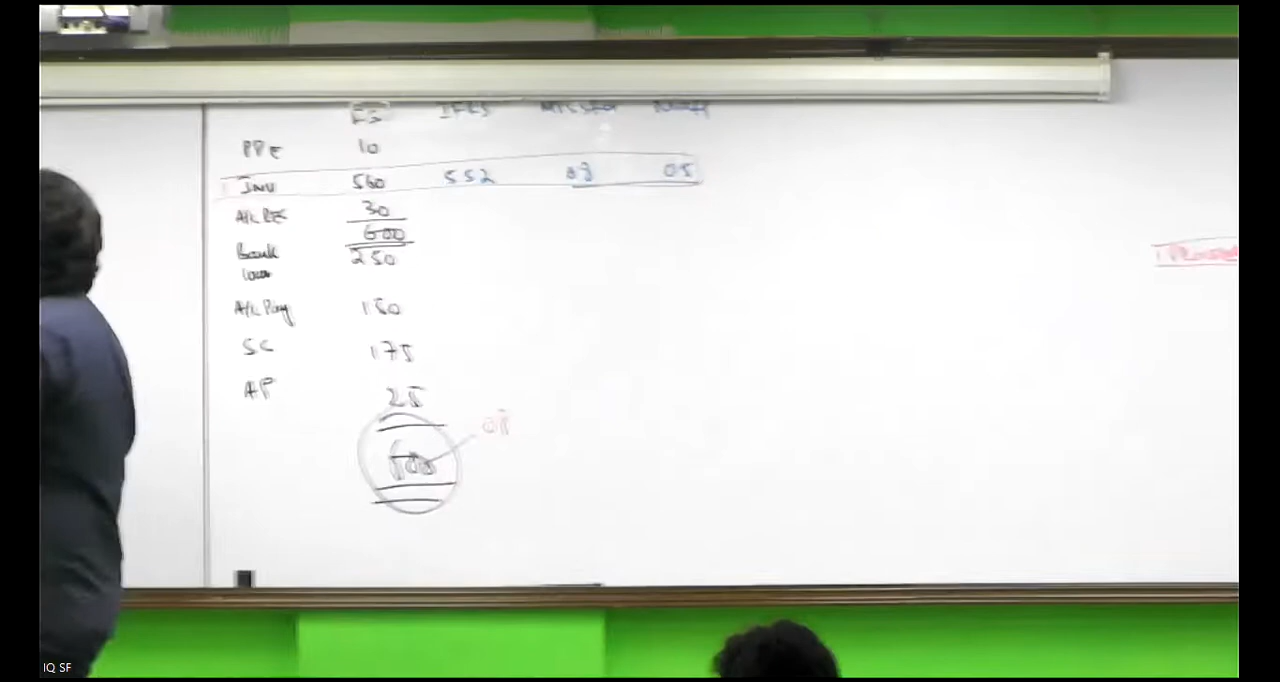 FS IFRS
PPE 10
INV 560 552 08 05
A/C REC 30
600
Bank 250
loan
A/C Pay 150
SC 175
AP 25
600
IQ SF